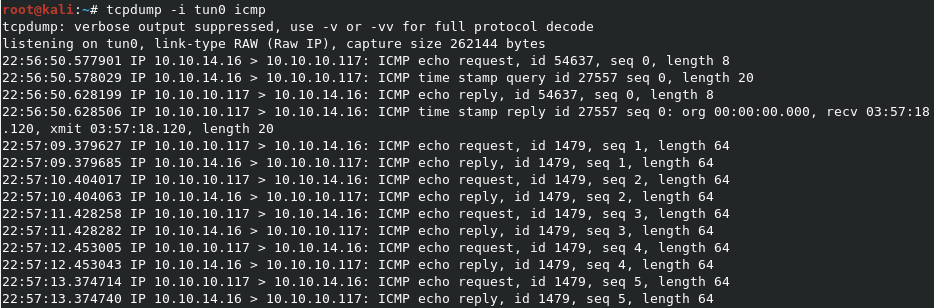 root@kali:~# tcpdump -i tun0 icmp
tcpdump: verbose output suppressed, use -v or -vv for full protocol decode
listening on tun0, link-type RAW (Raw IP), capture size 262144 bytes
22:56:50.577901 IP 10.10.14.16 > 10.10.10.117: ICMP echo request, id 54637, seq 0, length 8
22:56:50.578029 IP 10.10.14.16 > 10.10.10.117: ICMP time stamp query id 27557 seq 0, length 20
22:56:50.628199 IP 10.10.10.117 > 10.10.14.16: ICMP echo reply, id 54637, seq 0, length 8
22:56:50.628506 IP 10.10.10.117 > 10.10.14.16: ICMP time stamp reply id 27557 seq 0: org 00:00:00.000, recv 03:57:18
.120, xmit 03:57:18.120, length 20
22:57:09.379627 IP 10.10.10.117 > 10.10.14.16: ICMP echo request, id 1479, seq 1, length 64
22:57:09.379685 IP 10.10.14.16 > 10.10.10.117: ICMP echo reply, id 1479, seq 1, length 64
22:57:10.404017 IP 10.10.10.117 > 10.10.14.16: ICMP echo request, id 1479, seq 2, length 64
22:57:10.404063 IP 10.10.14.16 > 10.10.10.117: ICMP echo reply, id 1479, seq 2, length 64
22:57:11.428258 IP 10.10.10.117 > 10.10.14.16: ICMP echo request, id 1479, seq 3, length 64
22:57:11.428282 IP 10.10.14.16 > 10.10.10.117: ICMP echo reply, id 1479, seq 3, length 64
22:57:12.453005 IP 10.10.10.117 > 10.10.14.16: ICMP echo request, id 1479, seq 4, length 64
22:57:12.453043 IP 10.10.14.16 > 10.10.10.117: ICMP echo reply, id 1479, seq 4, length 64
22:57:13.374714 IP 10.10.10.117 > 10.10.14.16: ICMP echo request, id 1479, seq 5, length 64
22:57:13.374740 IP 10.10.14.16 > 10.10.10.117: ICMP echo reply, id 1479, seq 5, length 64